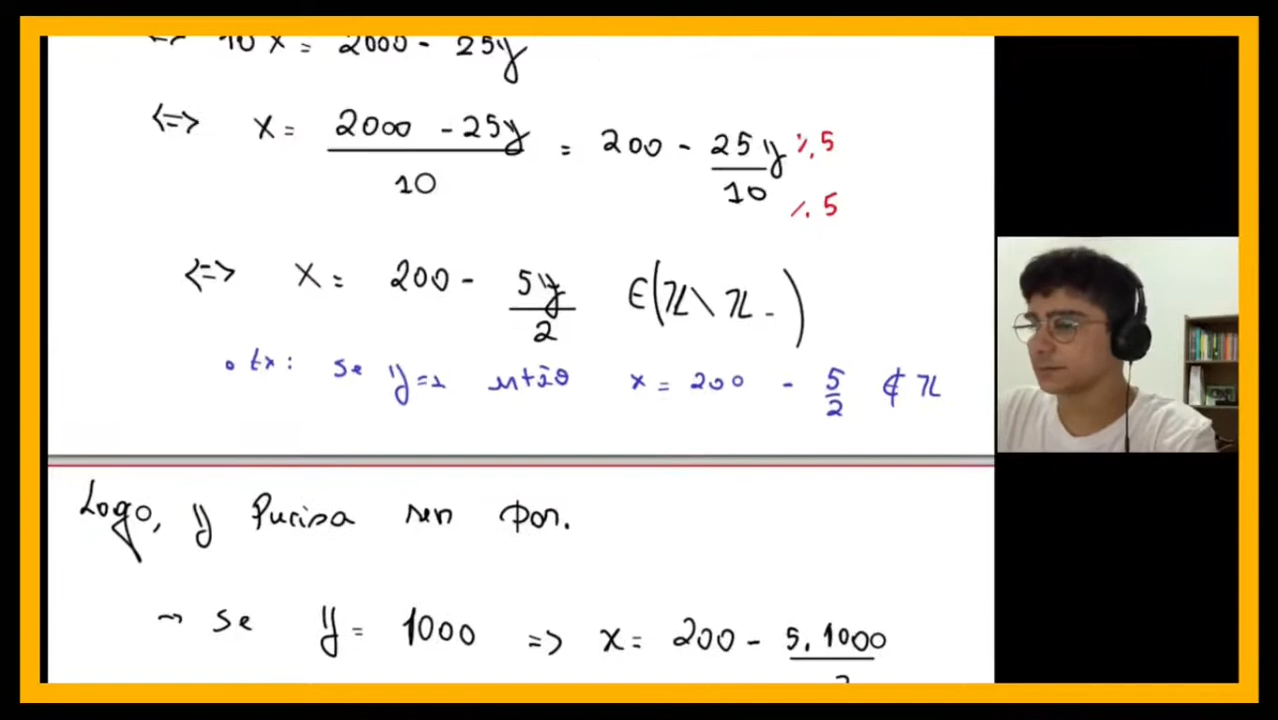 <=> 10 x = 2000 - 25y
<=> x = (2000 - 25y)/10 = 200 - 25y/10 ٪5 ٪5
<=> x = 200 - 5y/2 ∈ (ℤ \ ℤ-)
• Ex: se y=1 então x = 200 - 5/2 ∉ ℤ
Logo, y Precisa ser par.
→ Se y = 1000 => x = 200 - 5.1000/2